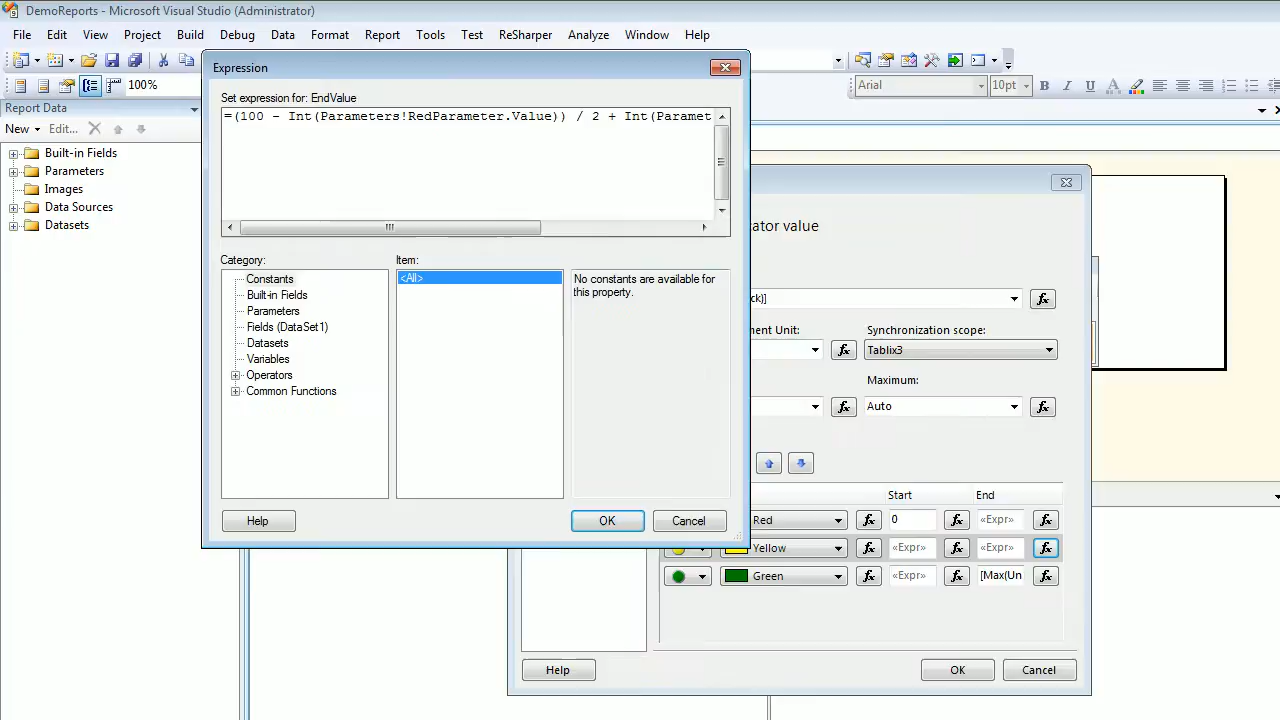 DemoReports - Microsoft Visual Studio (Administrator)
File Edit View Project Build Debug Data Format Report Tools Test ReSharper Analyze Window Help
100% Arial 10pt B I U A
Report Data
New Edit...
Built-in Fields
Parameters
Images
Data Sources
Datasets
Expression
Set expression for: EndValue
=(100 - Int(Parameters!RedParameter.Value)) / 2 + Int(Paramet
Category: Item:
Constants
Built-in Fields
Parameters
Fields (DataSet1)
Datasets
Variables
Operators
Common Functions
<All>
No constants are available for
this property.
Help OK Cancel
ator value
ck)]
ment Unit: Synchronization scope:
Tablix3
Maximum:
Auto
Start End
Red 0 «Expr»
Yellow «Expr» «Expr»
Green «Expr» [Max(Un
Help OK Cancel